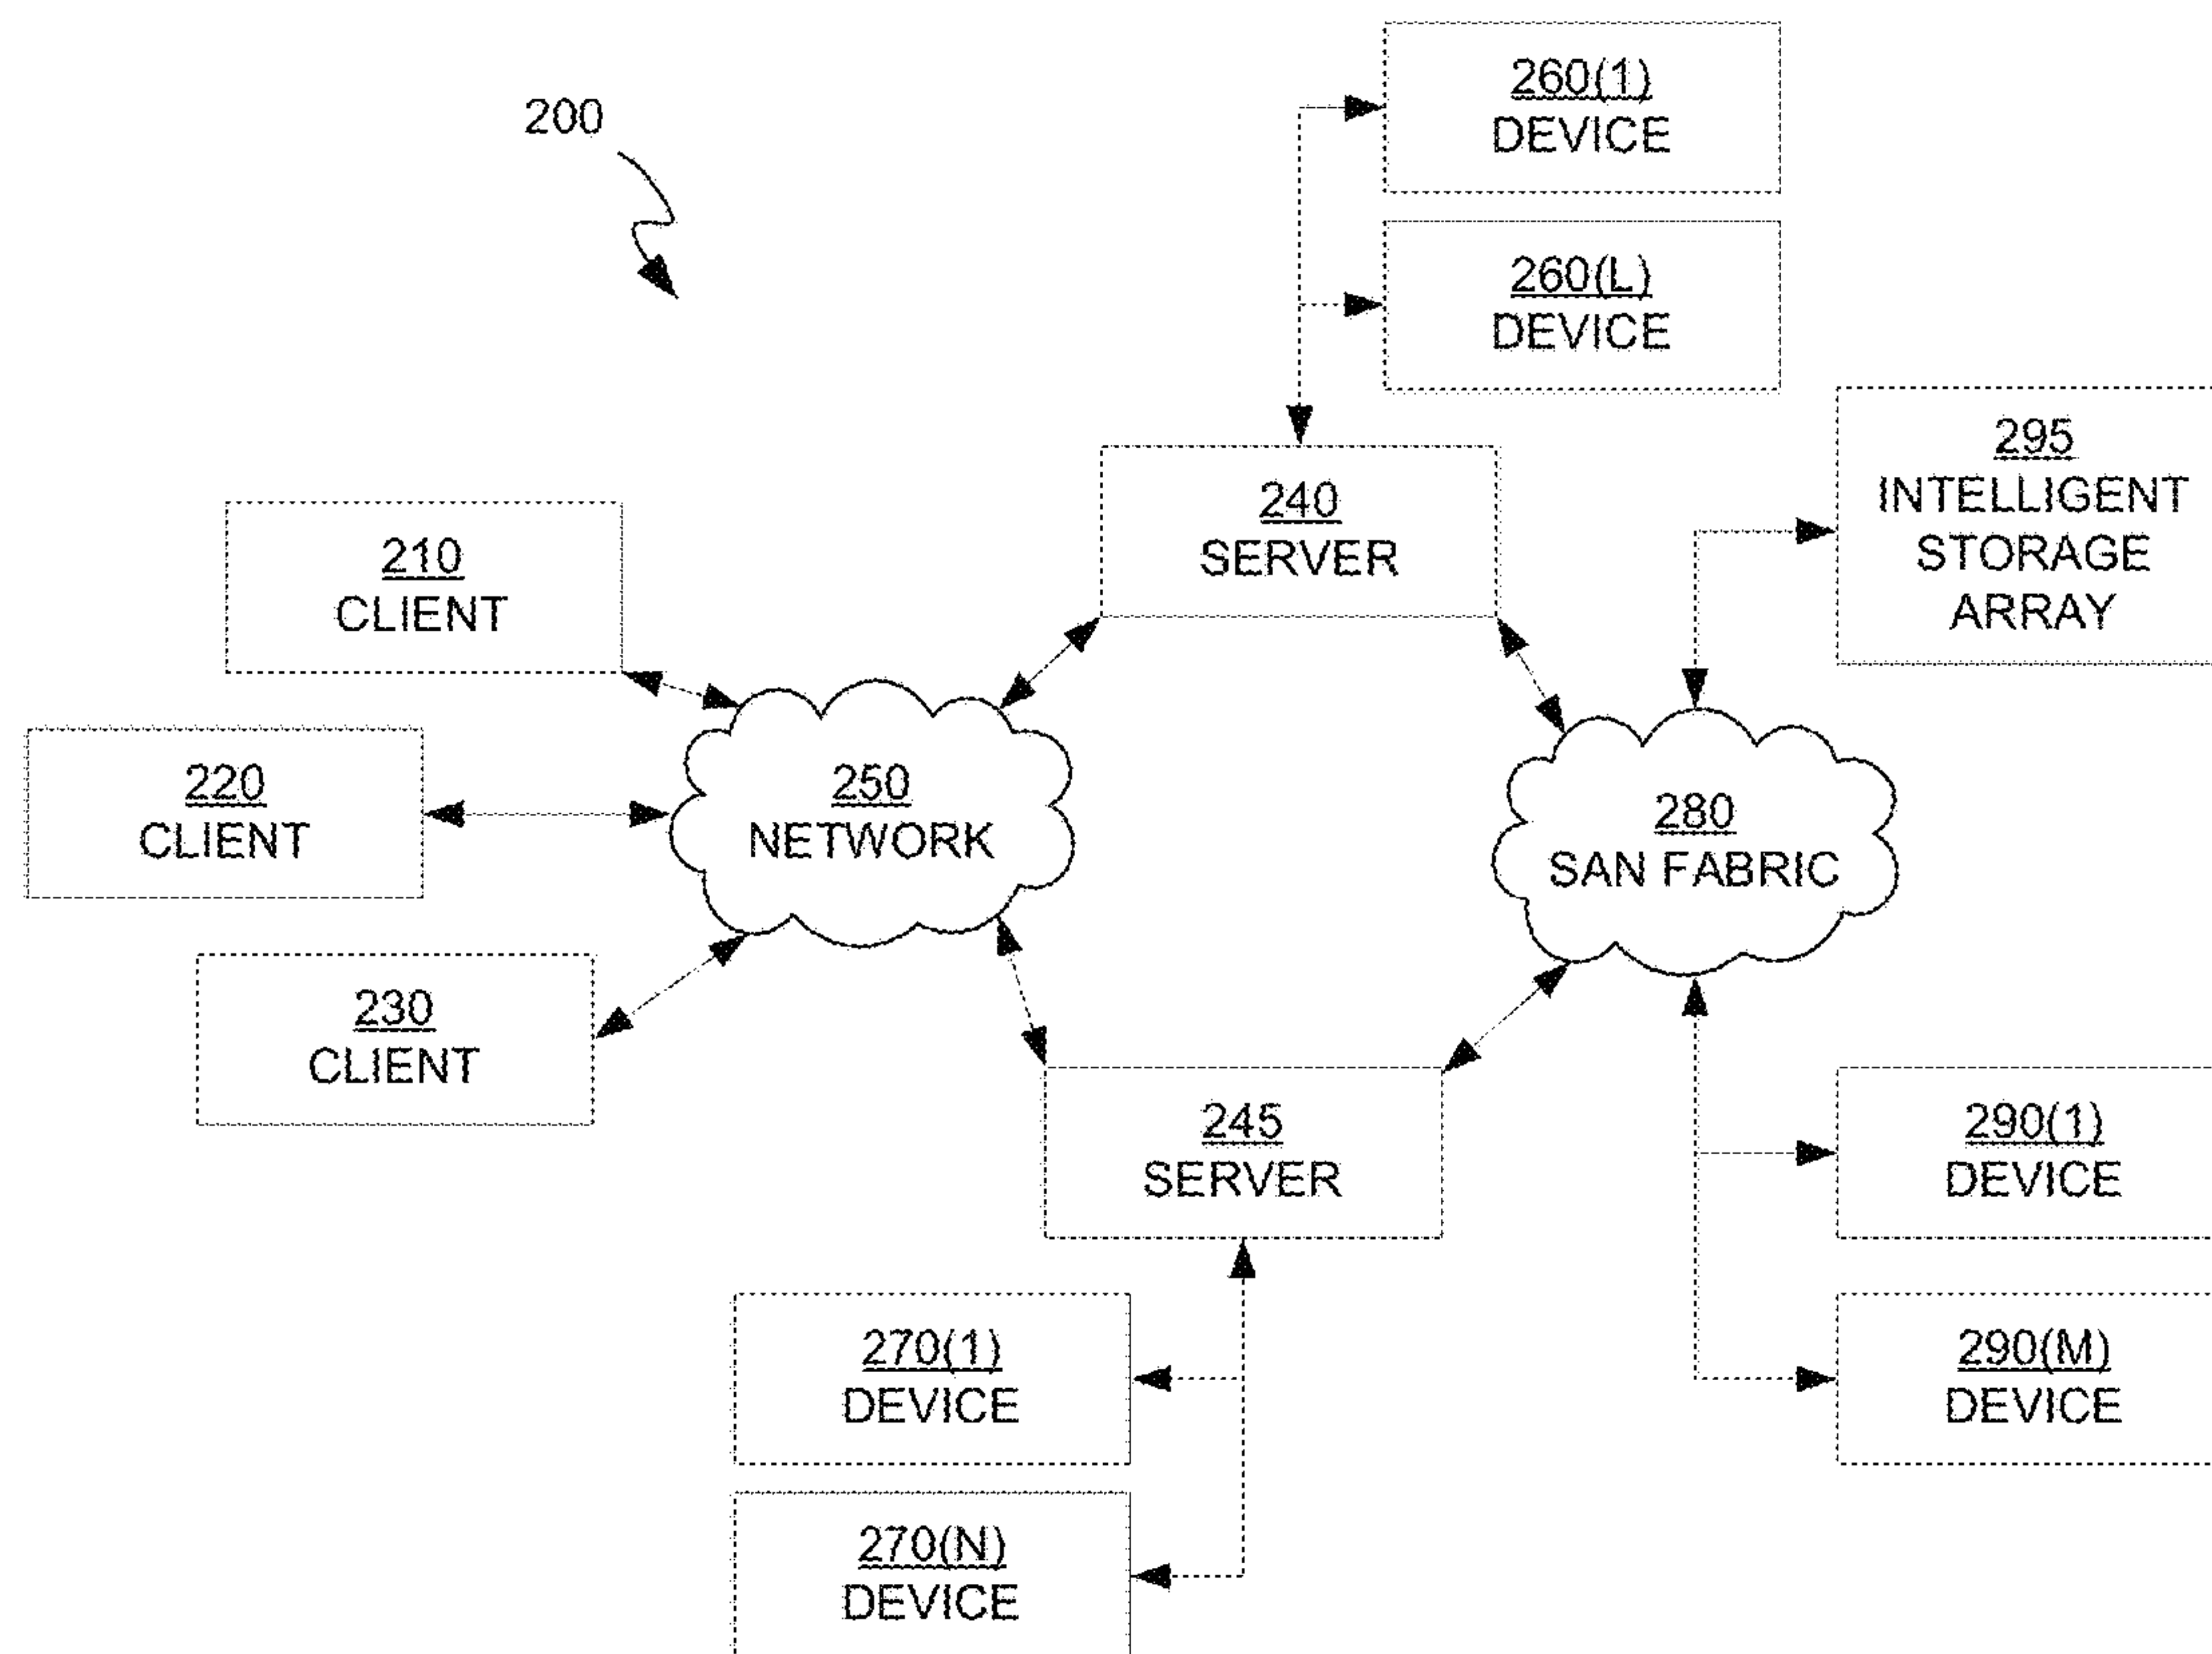 260(1)
DEVICE
200
260(L)
DEVICE
295
INTELLIGENT
STORAGE
ARRAY
240
SERVER
210
CLIENT
220
CLIENT
250
NETWORK
280
SAN FABRIC
230
CLIENT
245
SERVER
290(1)
DEVICE
270(1)
DEVICE
290(M)
DEVICE
270(N)
DEVICE